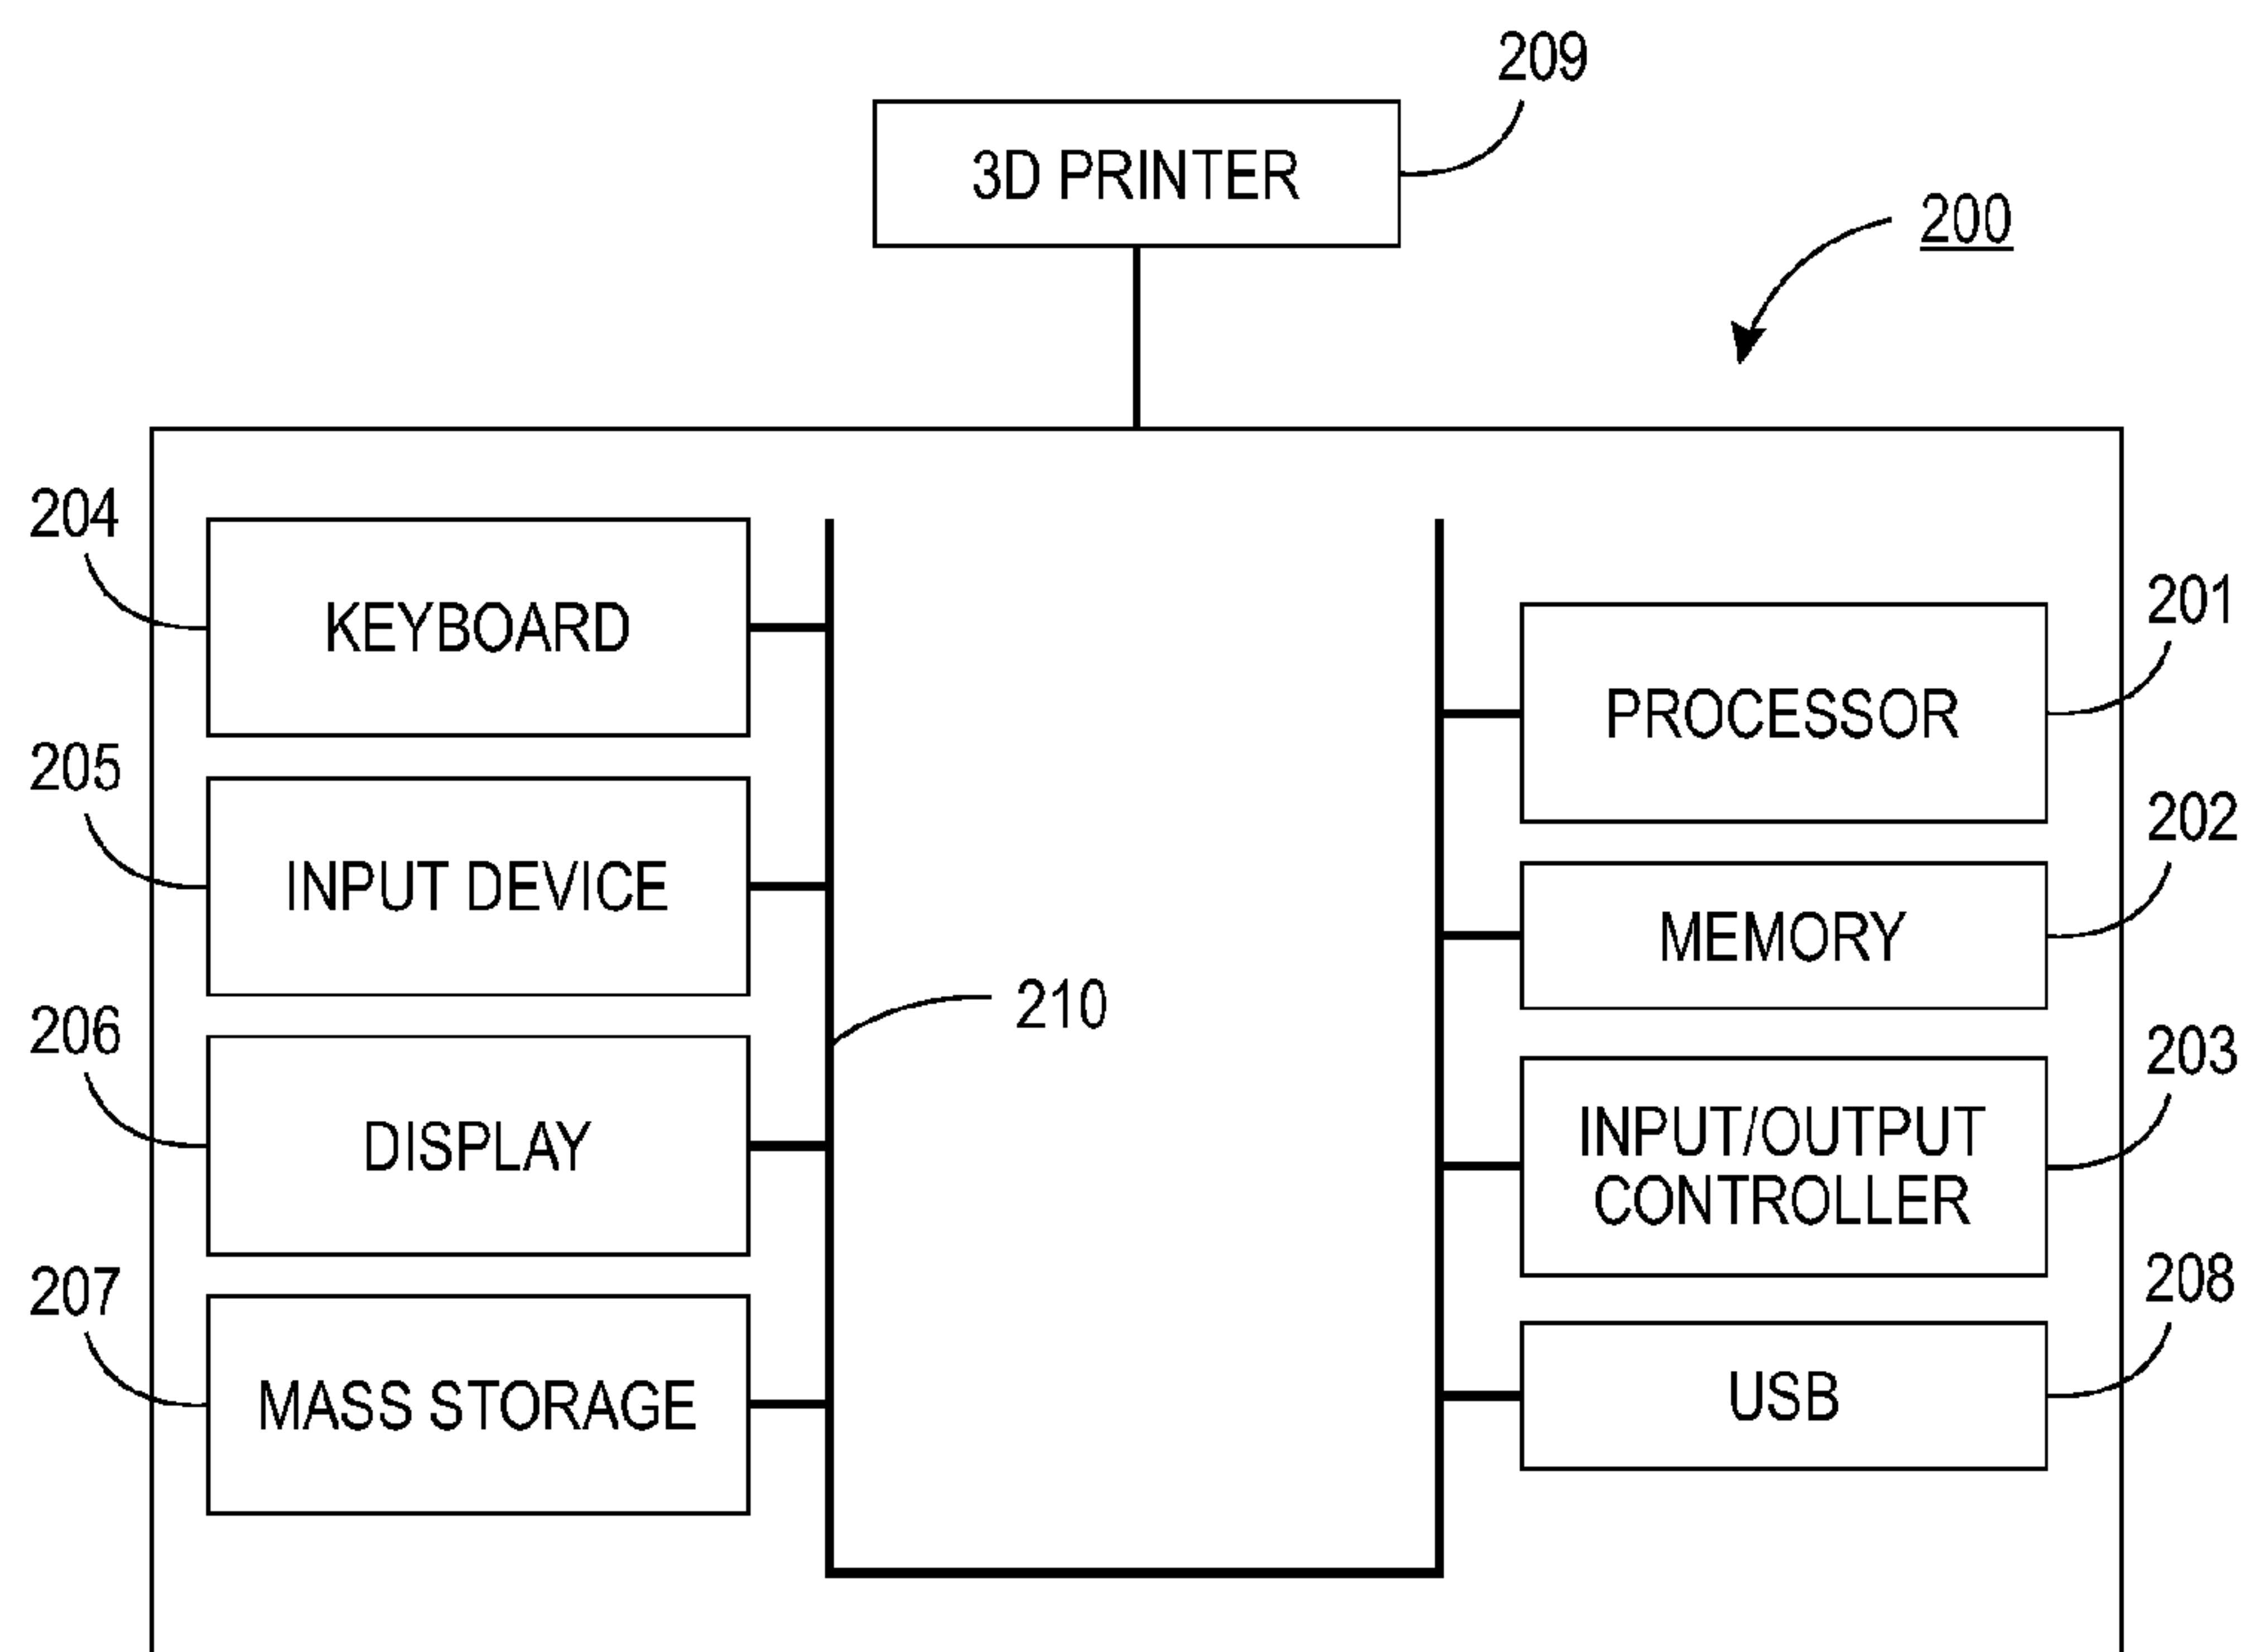 209
3D PRINTER
200
204
KEYBOARD
201
PROCESSOR
205
INPUT DEVICE
202
MEMORY
206
DISPLAY
210
203
INPUT/OUTPUT
CONTROLLER
207
MASS STORAGE
208
USB